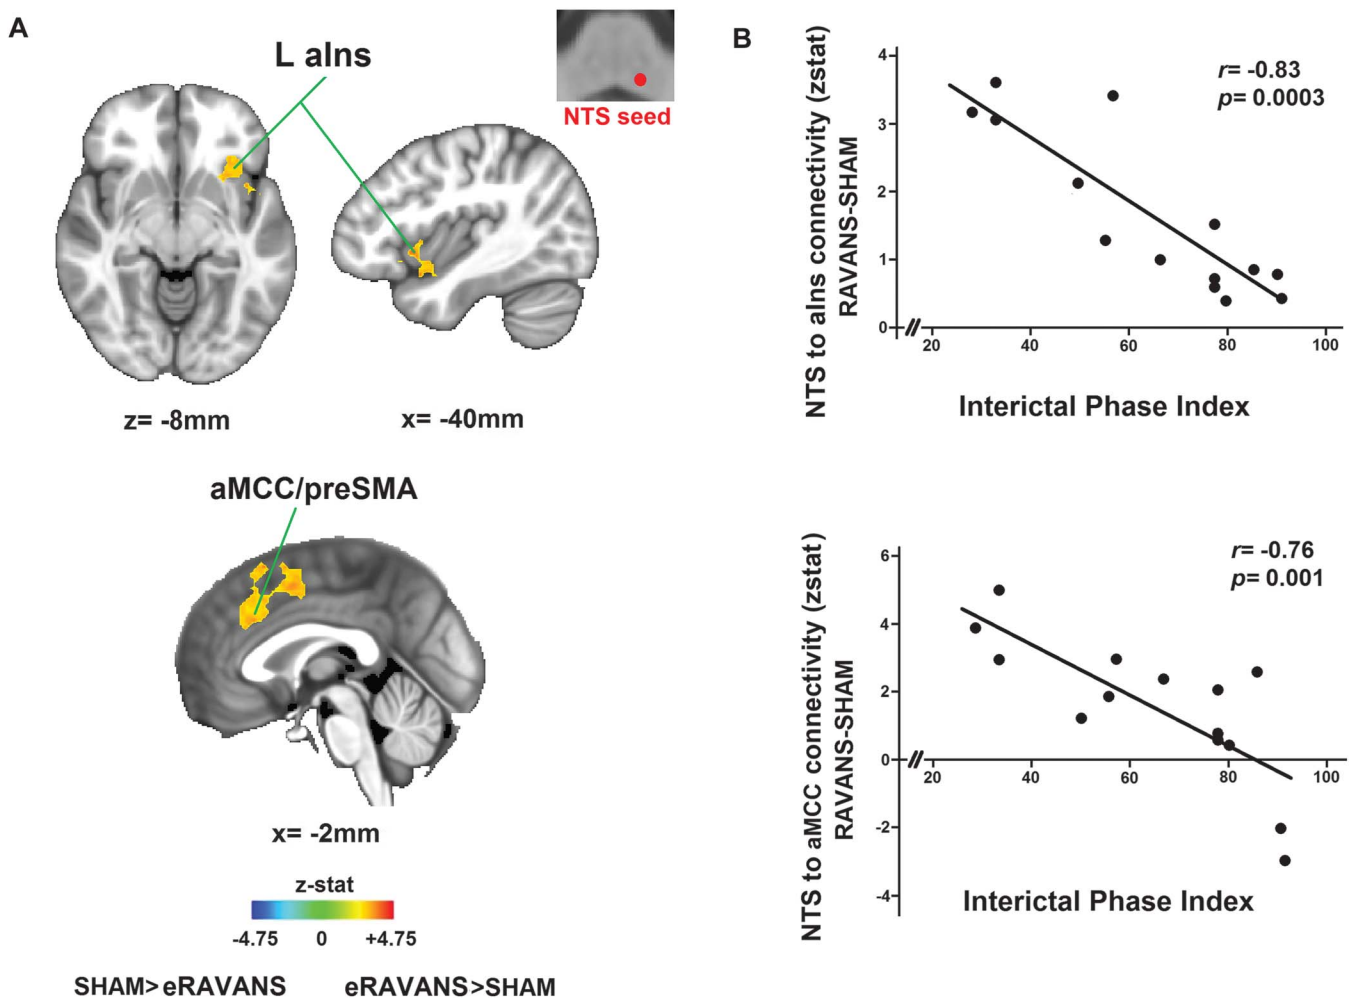 A
L aIns
NTS seed
z= -8mm
x= -40mm
aMCC/preSMA
x= -2mm
z-stat
-4.75 0 +4.75
SHAM> eRAVANS eRAVANS>SHAM
B
NTS to aIns connectivity (zstat)
RAVANS-SHAM
r= -0.83
p= 0.0003
4
3
2
1
0
20 40 60 80 100
Interictal Phase Index
NTS to aMCC connectivity (zstat)
RAVANS-SHAM
r= -0.76
p= 0.001
6
4
2
0
-2
-4
20 40 60 80 100
Interictal Phase Index